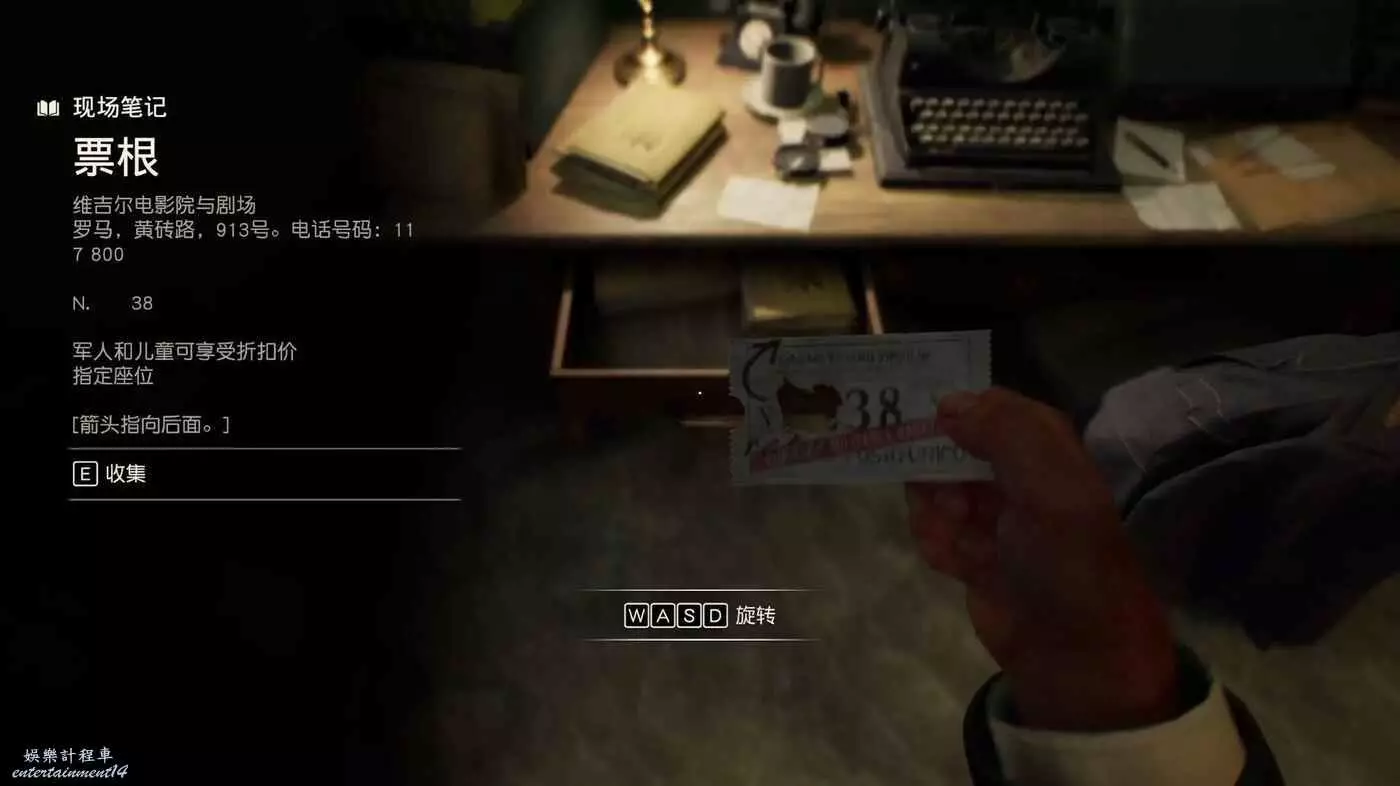 现场笔记
票根
维吉尔电影院与剧场
罗马，黄砖路，913号。电话号码：11
7 800
N. 38
军人和儿童可享受折扣价
指定座位
[箭头指向后面。]
E 收集
38
W A S D 旋转
娛樂計程車
entertainment14